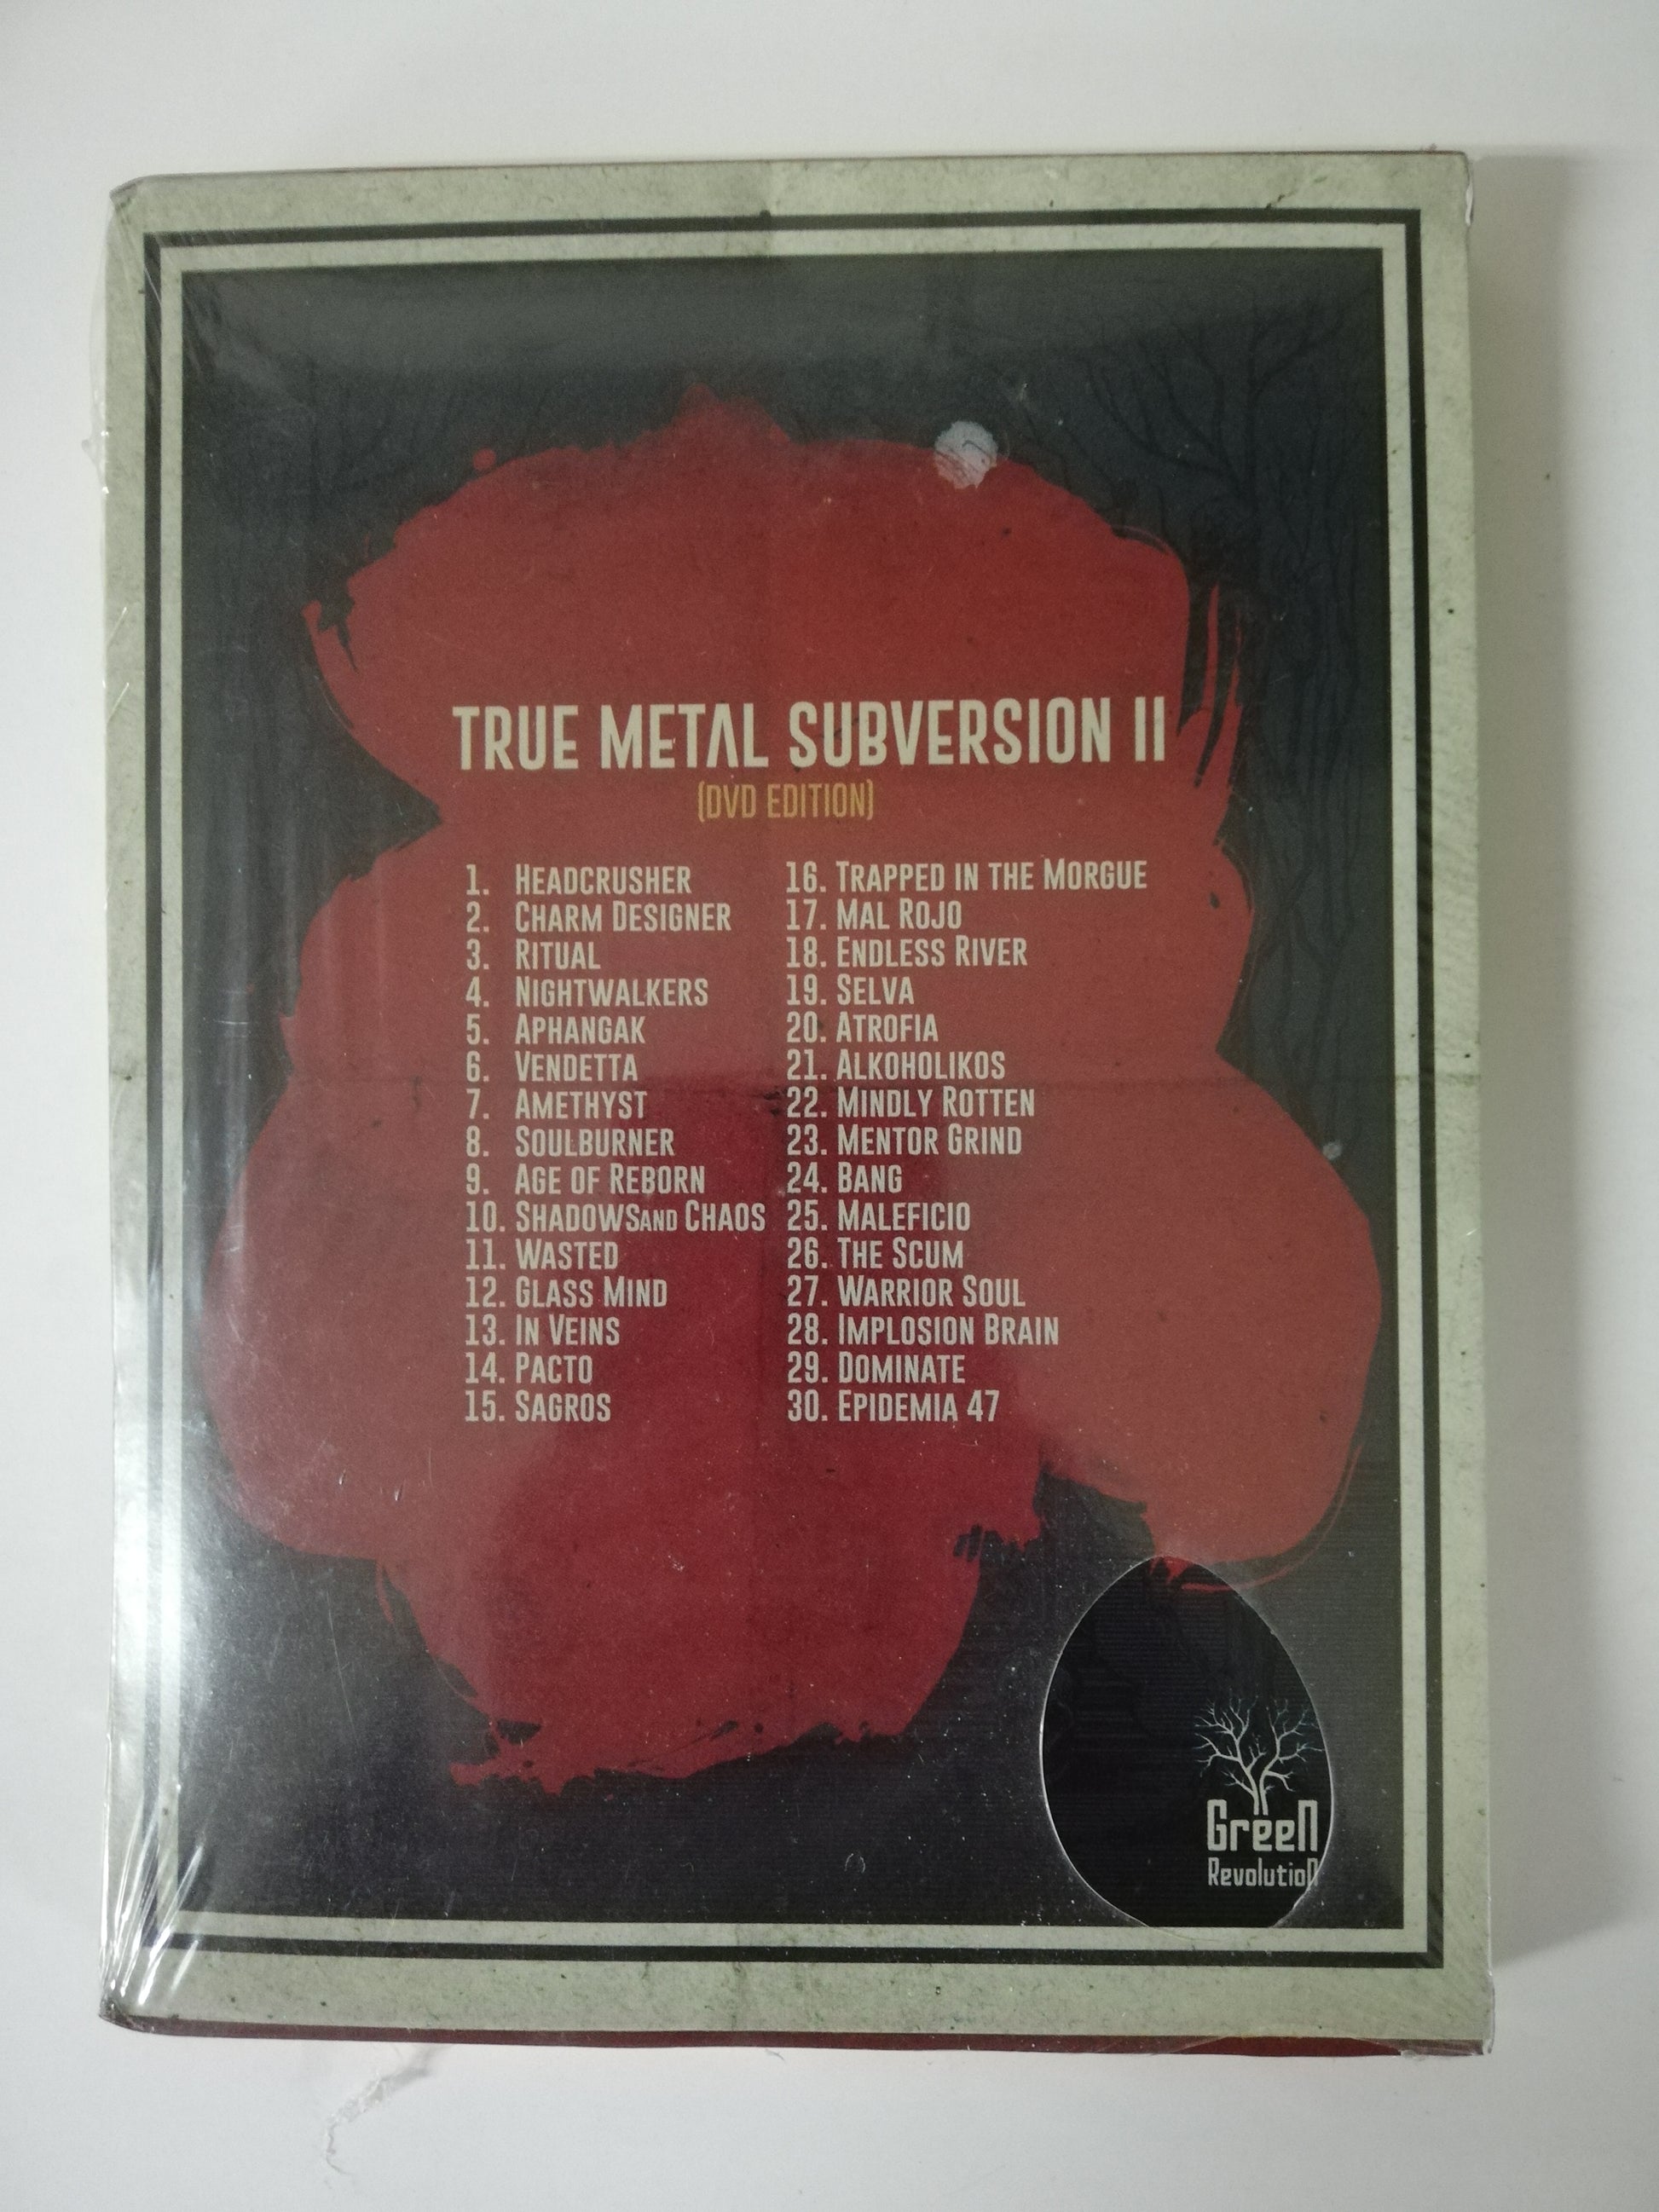 TRUE METAL SUBVERSION II
(DVD EDITION)
1. HEADCRUSHER
2. CHARM DESIGNER
3. RITUAL
4. NIGHTWALKERS
5. APHANGAK
6. VENDETTA
7. AMETHYST
8. SOULBURNER
9. AGE OF REBORN
10. SHADOWSAND CHAOS
11. WASTED
12. GLASS MIND
13. IN VEINS
14. PACTO
15. SAGROS
16. TRAPPED IN THE MORGUE
17. MAL ROJO
18. ENDLESS RIVER
19. SELVA
20. ATROFIA
21. ALKOHOLIKOS
22. MINDLY ROTTEN
23. MENTOR GRIND
24. BANG
25. MALEFICIO
26. THE SCUM
27. WARRIOR SOUL
28. IMPLOSION BRAIN
29. DOMINATE
30. EPIDEMIA 47
Green
Revolution